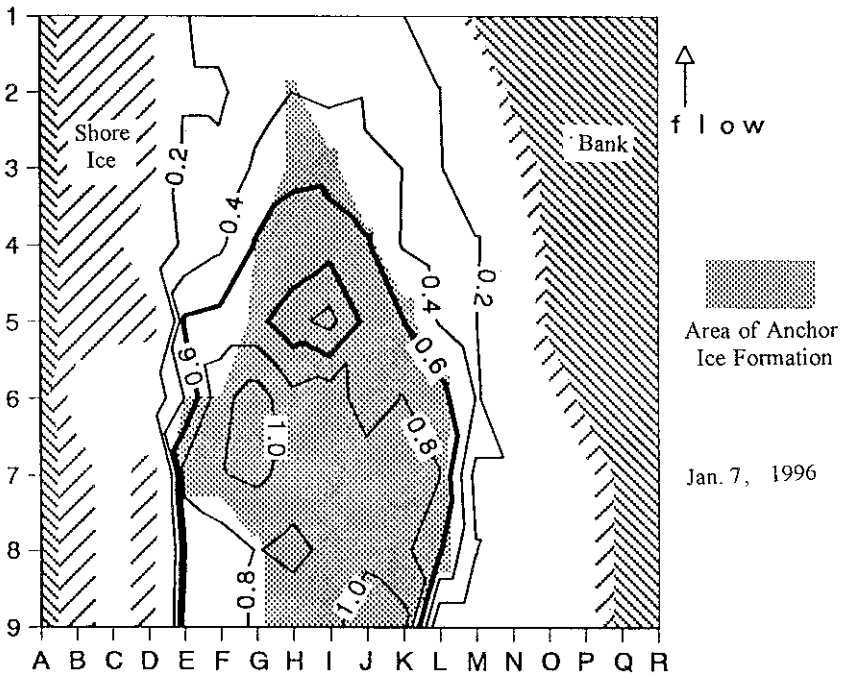 1
2
3
4
5
6
7
8
9
A B C D E F G H I J K L M N O P Q R
Shore
Ice
Bank
0.2
0.4
0.6
0.8
1.0
1.0
0.8
0.6
0.4
0.2
flow
Area of Anchor
Ice Formation
Jan. 7, 1996